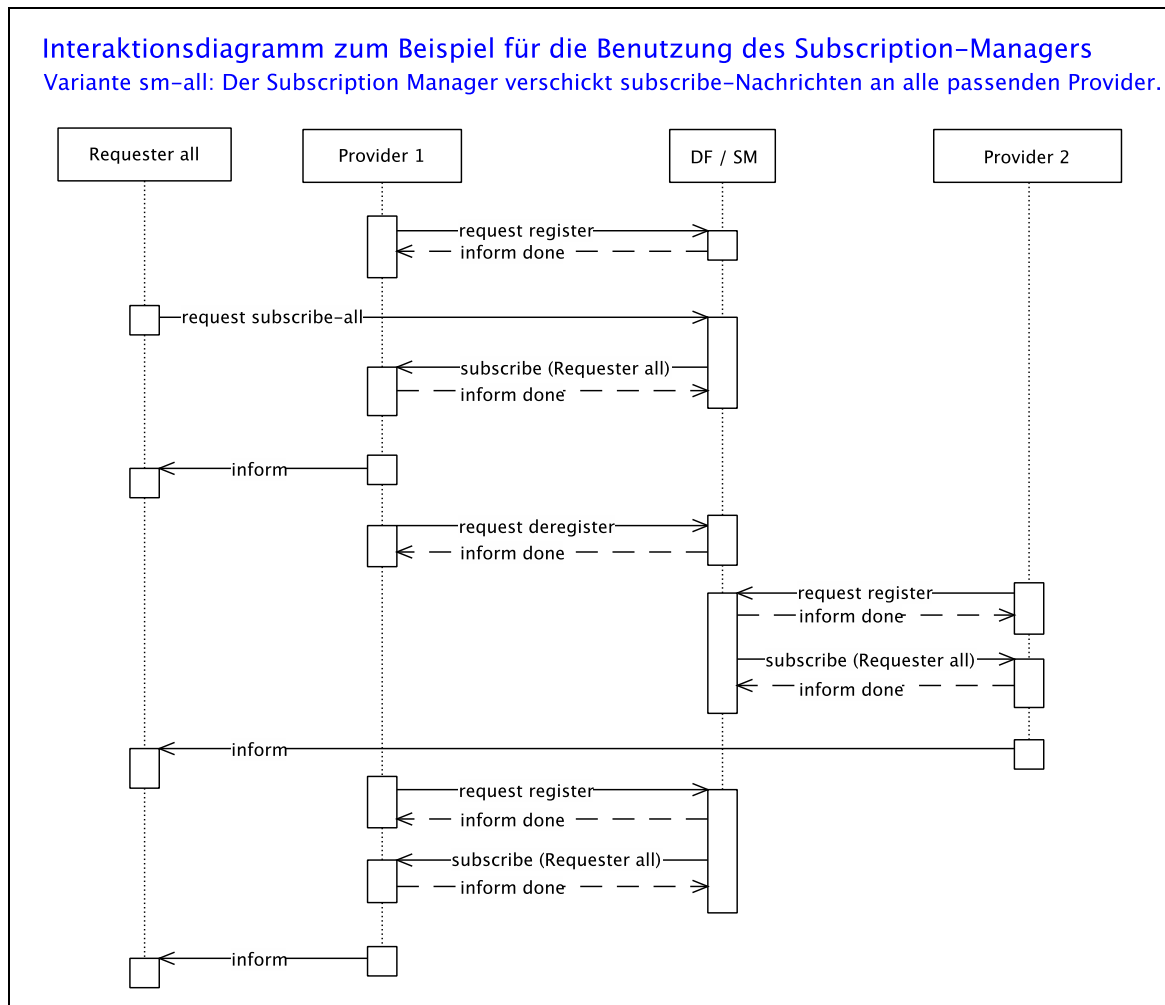 Interaktionsdiagramm zum Beispiel für die Benutzung des Subscription-Managers
Variante sm-all: Der Subscription Manager verschickt subscribe-Nachrichten an alle passenden Provider.
Requester all
Provider 1
DF / SM
Provider 2
request register
inform done
request subscribe-all
subscribe (Requester all)
inform done
inform
request deregister
inform done
request register
inform done
subscribe (Requester all)
inform done
inform
request register
inform done
subscribe (Requester all)
inform done
inform